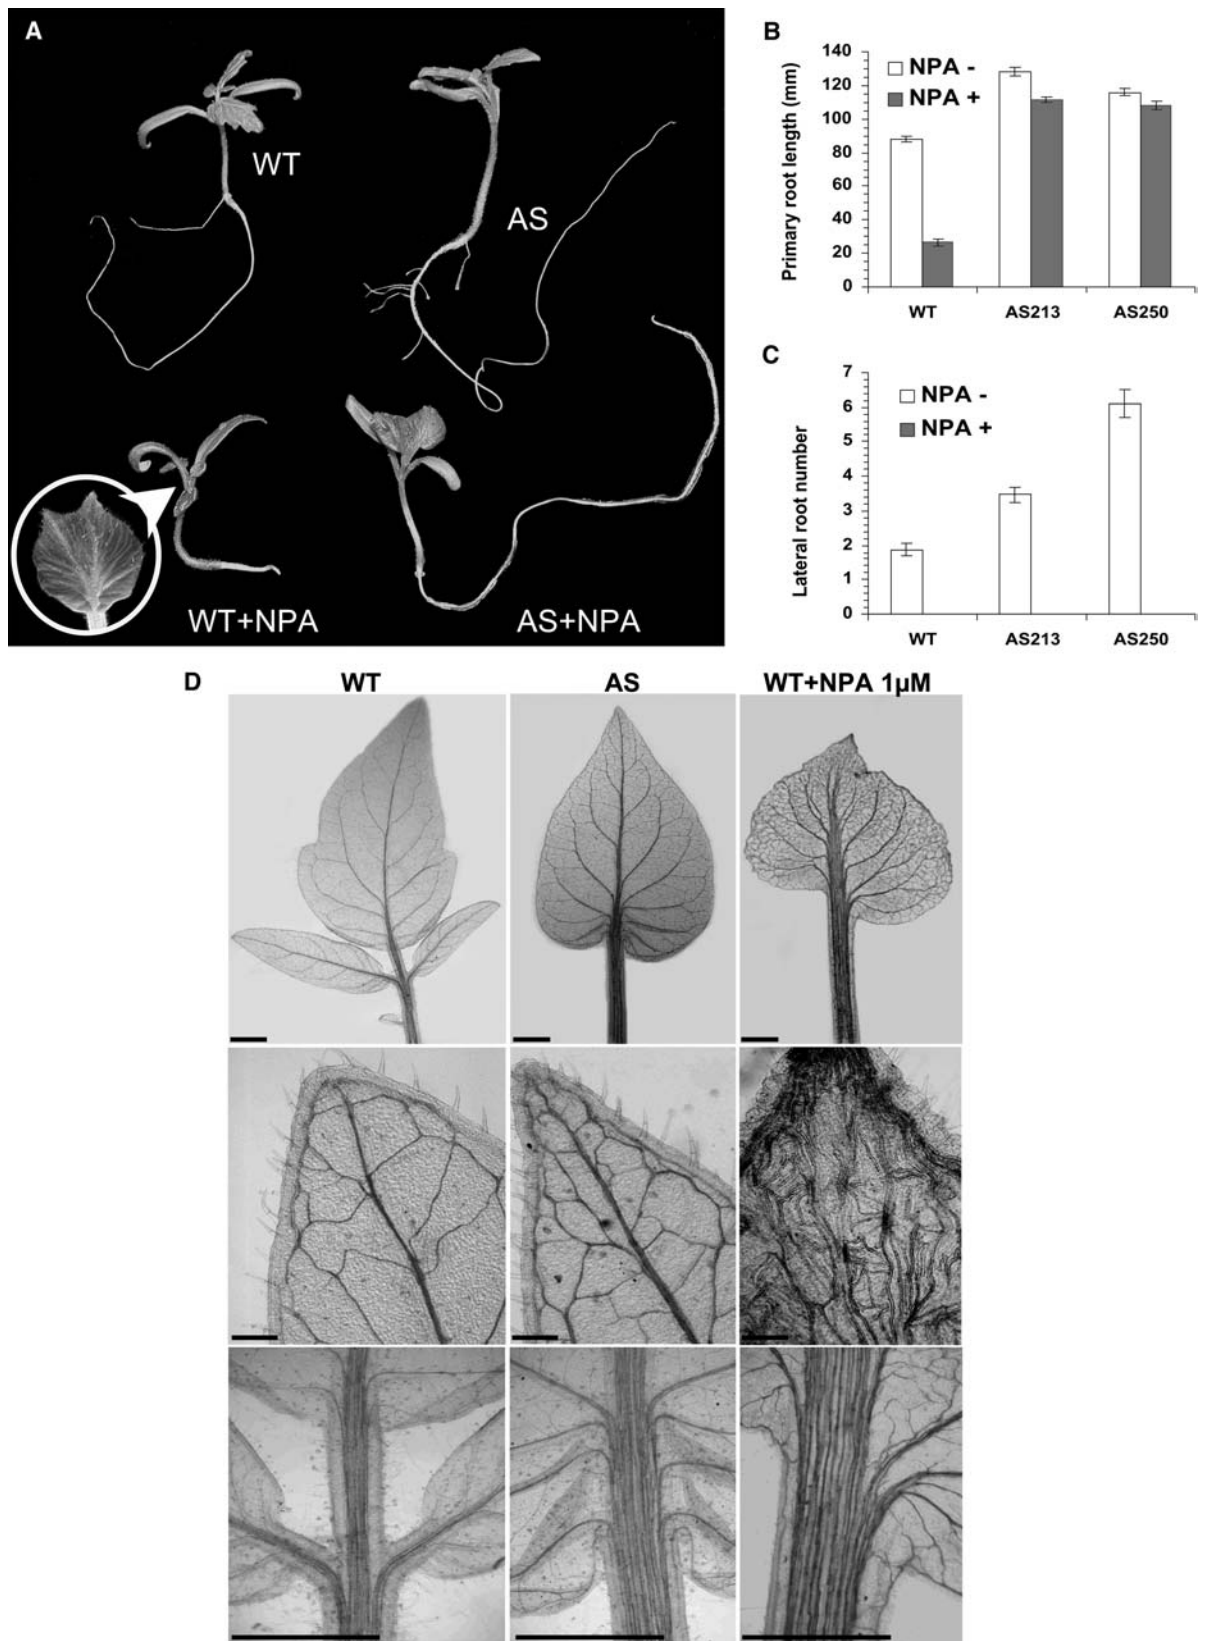 A
WT
AS
WT+NPA
AS+NPA
B
Primary root length (mm)
140
120
100
80
60
40
20
0
NPA -
NPA +
WT
AS213
AS250
C
Lateral root number
7
6
5
4
3
2
1
0
NPA -
NPA +
WT
AS213
AS250
D
WT
AS
WT+NPA 1µM